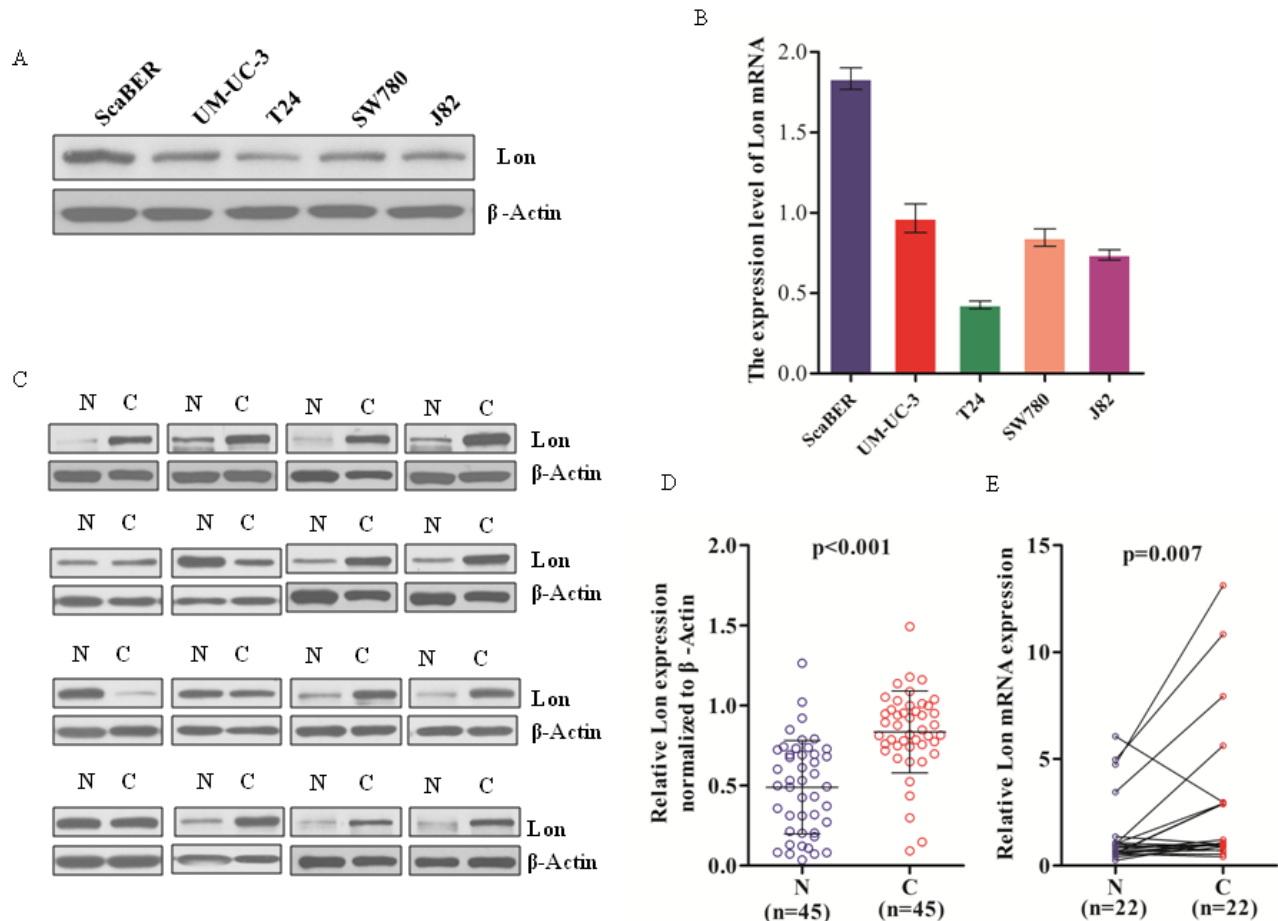 A
ScaBER UM-UC-3 T24 SW780 J82
Lon
β-Actin
B
The expression level of Lon mRNA
2.0
1.5
1.0
0.5
0.0
ScaBER UM-UC-3 T24 SW780 J82
C
N C N C N C N C
Lon
β-Actin
N C N C N C N C
Lon
β-Actin
N C N C N C N C
Lon
β-Actin
N C N C N C N C
Lon
β-Actin
D
Relative Lon expression
normalized to β-Actin
p<0.001
2.0
1.5
1.0
0.5
0.0
N C
(n=45) (n=45)
E
Relative Lon mRNA expression
p=0.007
15
10
5
0
N C
(n=22) (n=22)